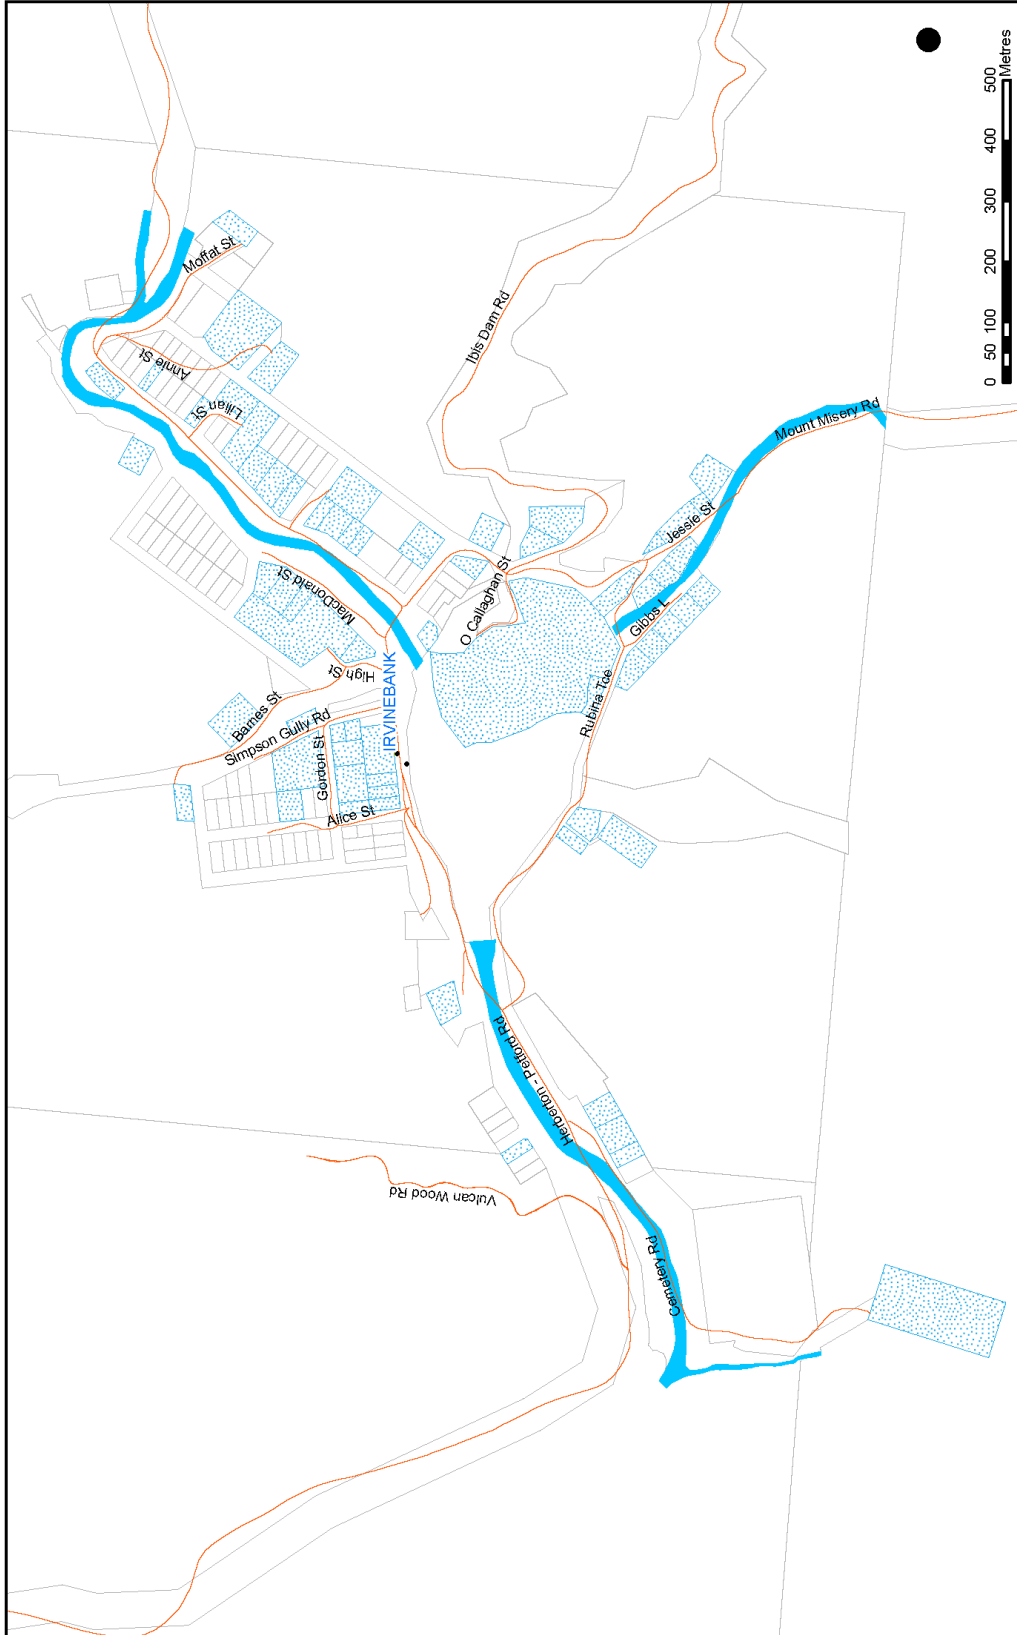 Moffat St
Annie St
Lilian St
Ibis Dam Rd
Mount Misery Rd
Jessie St
MacDonald St
O Callaghan St
Gibbs L
High St
IRVINEBANK
Barnes St
Simpson Gully Rd
Gordon St
Alice St
Rubina Tce
Herberton - Petford Rd
Vulcan Wood Rd
Cemetery Rd
0 50 100 200 300 400 500
Metres